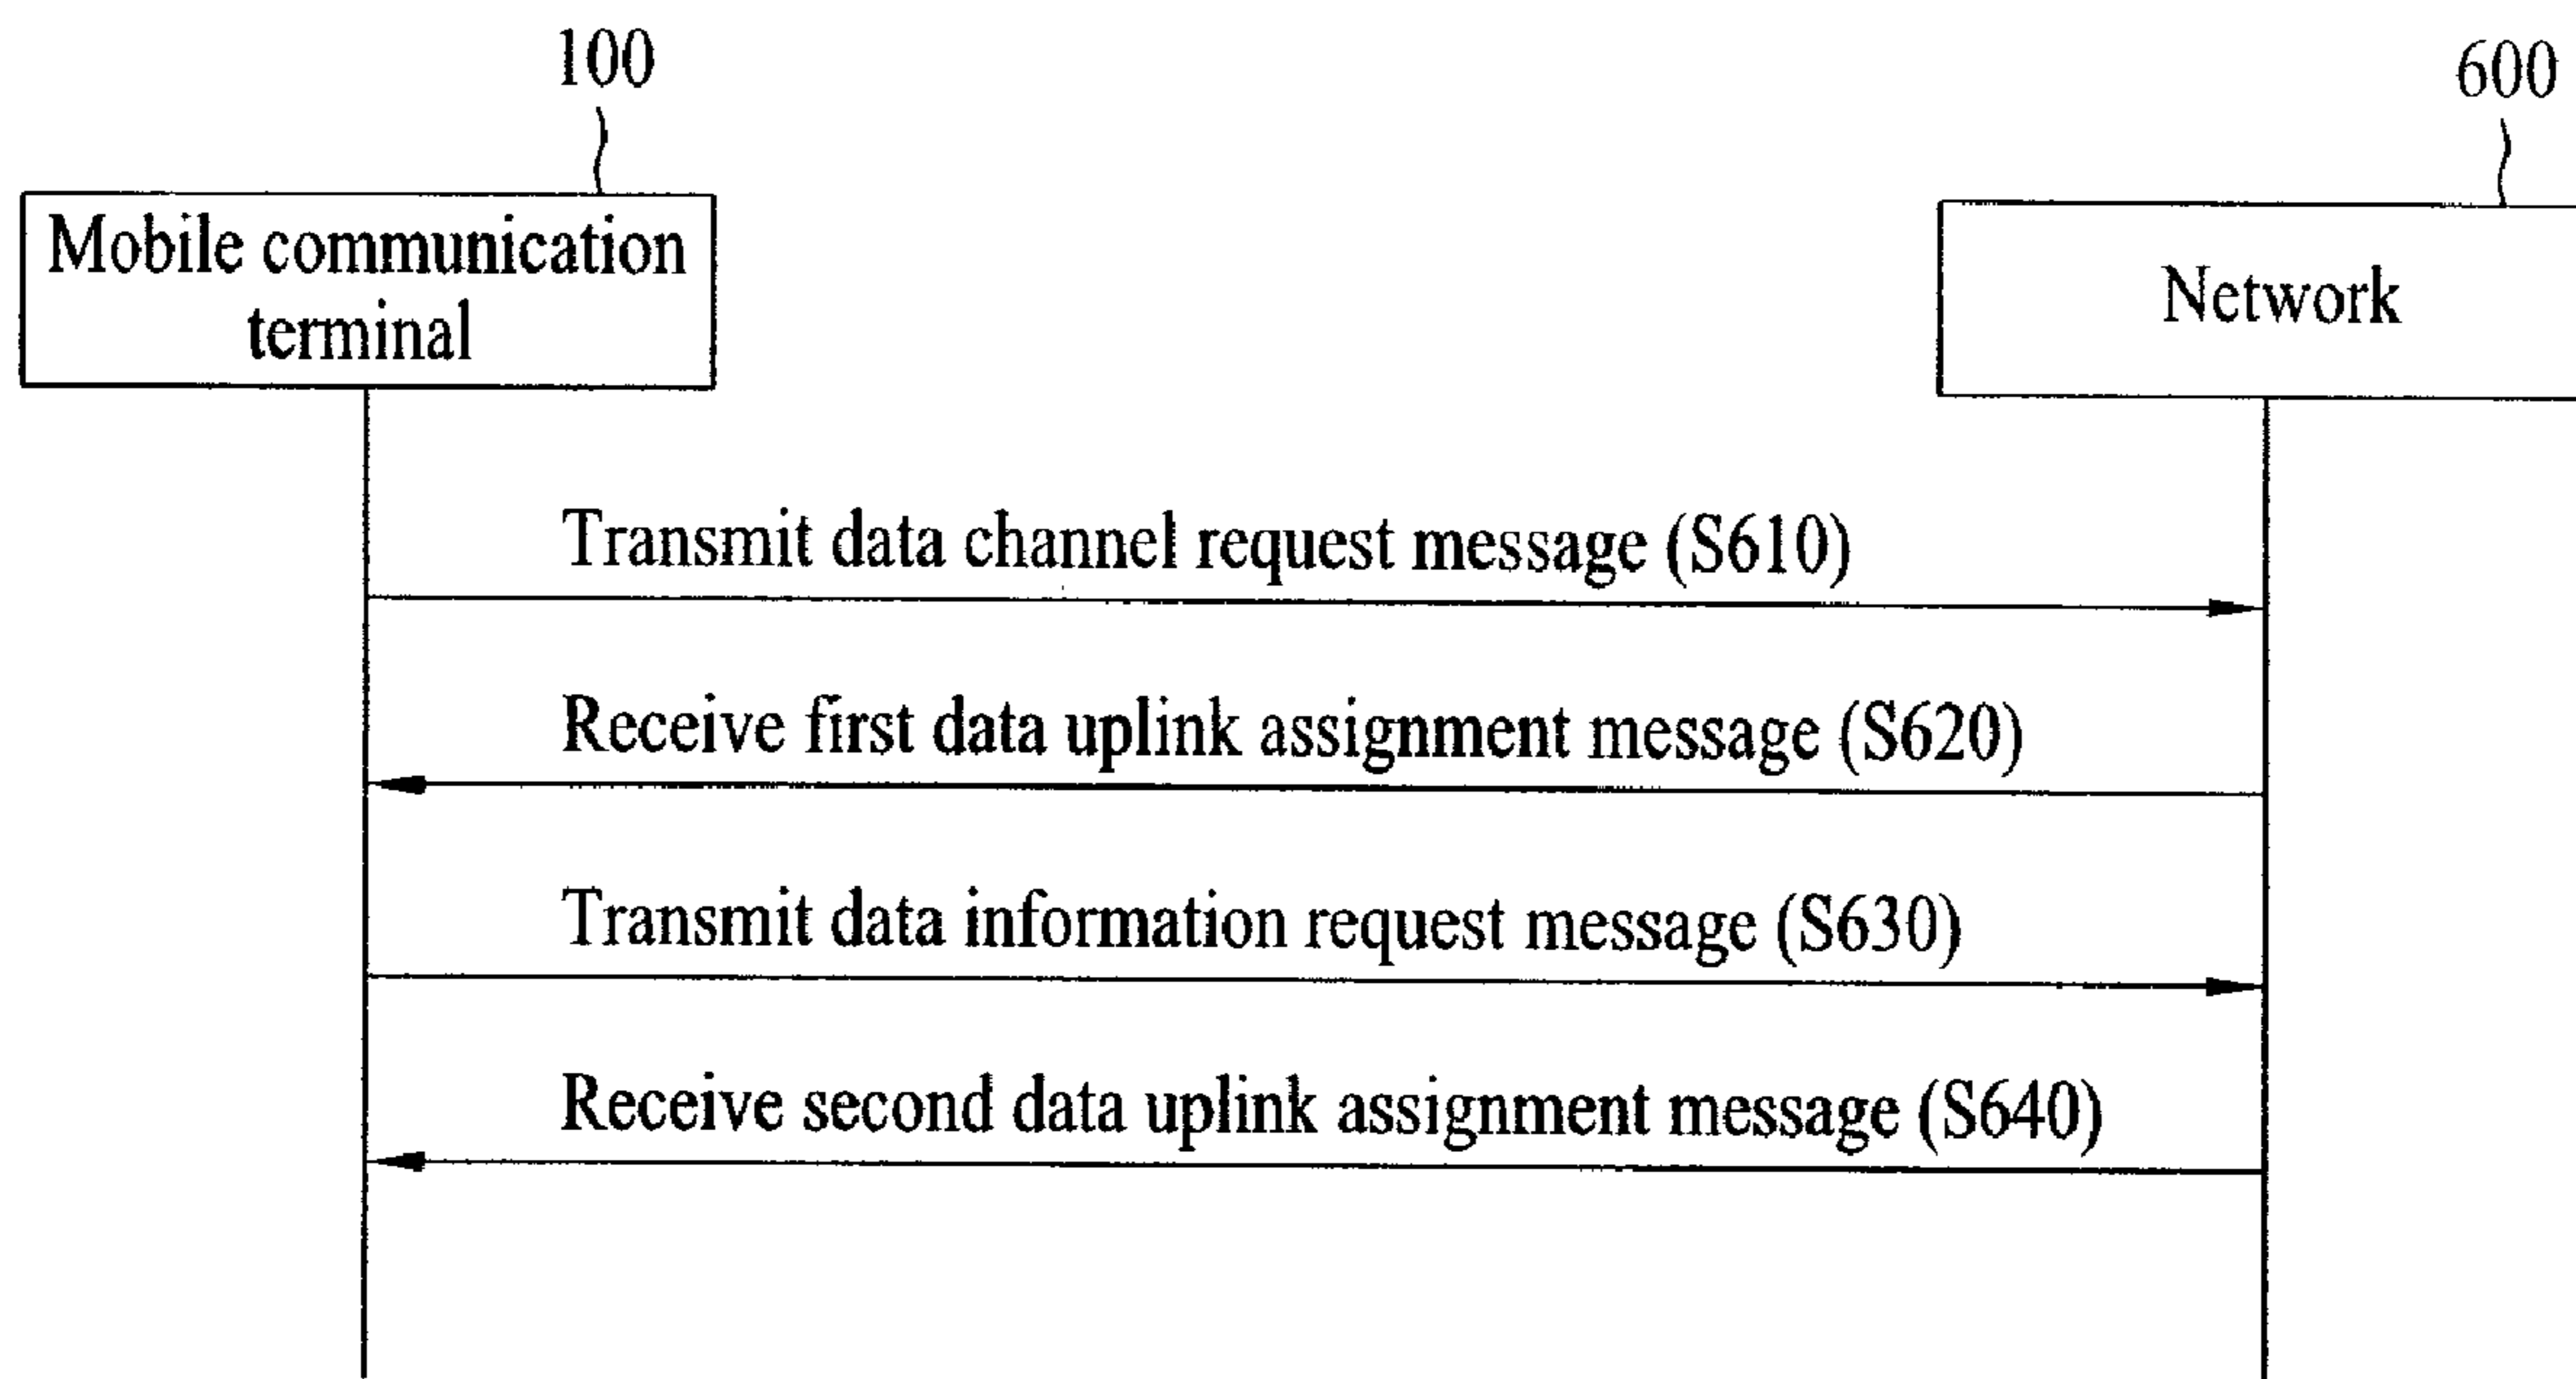 100
600
Mobile communication
terminal
Network
Transmit data channel request message (S610)
Receive first data uplink assignment message (S620)
Transmit data information request message (S630)
Receive second data uplink assignment message (S640)